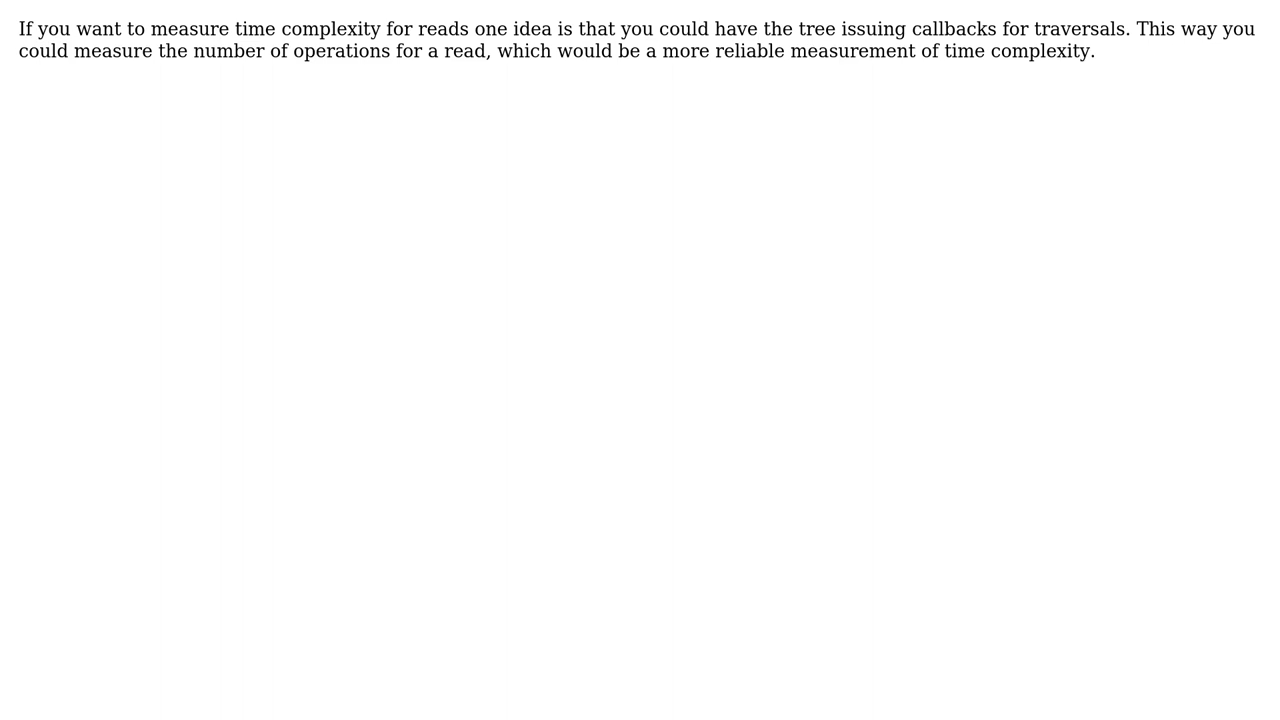 If you want to measure time complexity for reads one idea is that you could have the tree issuing callbacks for traversals. This way you
could measure the number of operations for a read, which would be a more reliable measurement of time complexity.